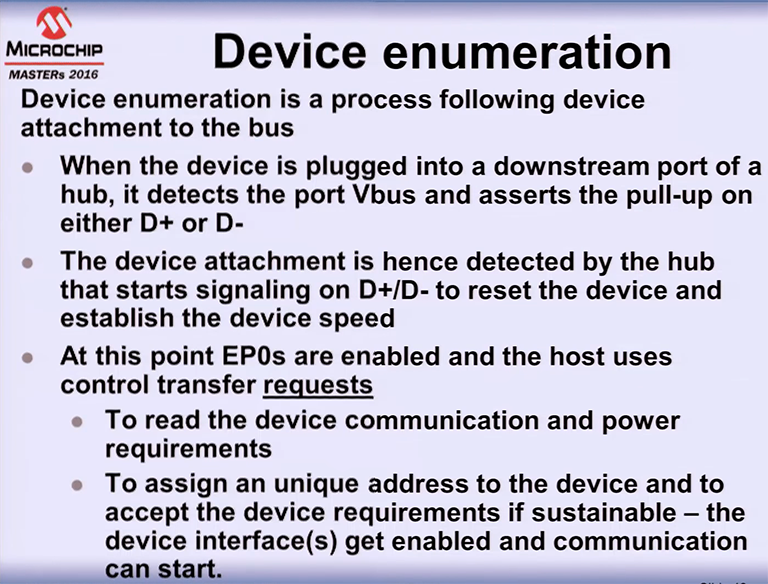 MICROCHIP
MASTERs 2016
Device enumeration
Device enumeration is a process following device
attachment to the bus
When the device is plugged into a downstream port of a
hub, it detects the port Vbus and asserts the pull-up on
either D+ or D-
The device attachment is hence detected by the hub
that starts signaling on D+/D- to reset the device and
establish the device speed
At this point EP0s are enabled and the host uses
control transfer requests
To read the device communication and power
requirements
To assign an unique address to the device and to
accept the device requirements if sustainable – the
device interface(s) get enabled and communication
can start.